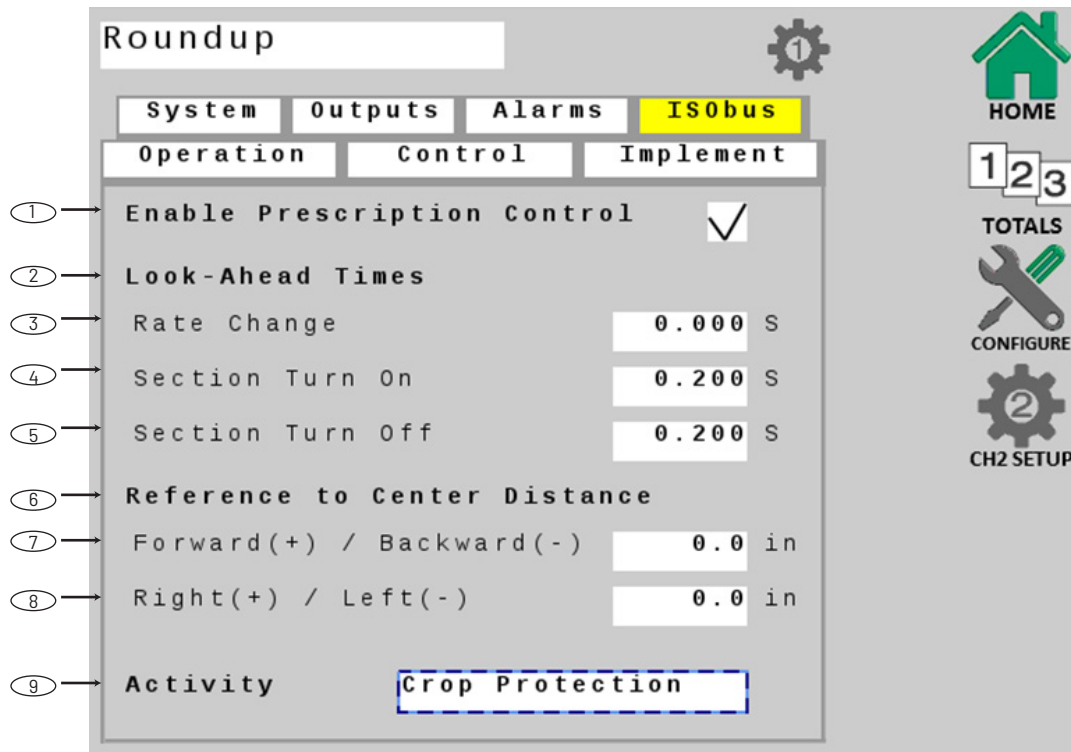 Roundup
1
System Outputs Alarms ISObus
Operation Control Implement
1 Enable Prescription Control
2 Look-Ahead Times
3 Rate Change 0.000 S
4 Section Turn On 0.200 S
5 Section Turn Off 0.200 S
6 Reference to Center Distance
7 Forward(+) / Backward(-) 0.0 in
8 Right(+) / Left(-) 0.0 in
9 Activity Crop Protection
HOME
1 2 3
TOTALS
CONFIGURE
2
CH2 SETUP